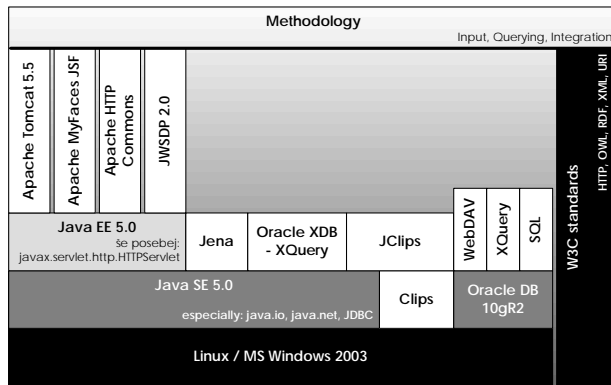 Methodology
Input, Querying, Integration
Apache Tomcat 5.5
Apache MyFaces JSF
Apache HTTP
Commons
JWSDP 2.0
HTTP, OWL, RDF, XML, URI
W3C standards
Java EE 5.0
še posebej:
javax.servlet.http.HTTPServlet
Jena
Oracle XDB
- XQuery
JClips
WebDAV
XQuery
SQL
Java SE 5.0
especially: java.io, java.net, JDBC
Clips
Oracle DB
10gR2
Linux / MS Windows 2003